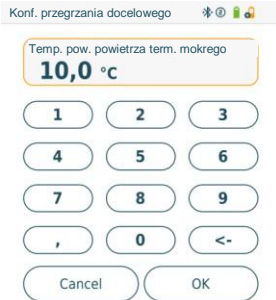 Konf. przegrzania docelowego
Temp. pow. powietrza term. mokrego
10,0 °C
1 2 3
4 5 6
7 8 9
, 0 <-
Cancel OK